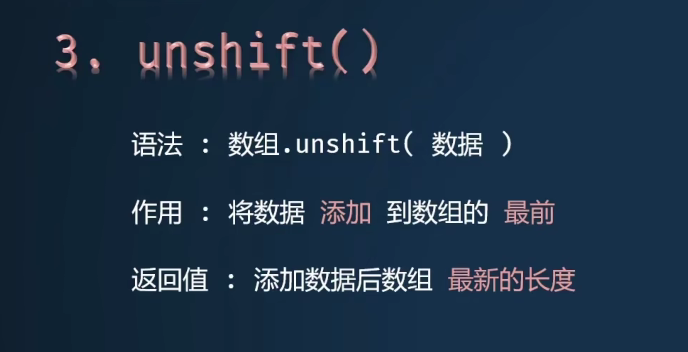 3. unshift()
语法 : 数组.unshift( 数据 )
作用 : 将数据 添加 到数组的 最前
返回值 : 添加数据后数组 最新的长度